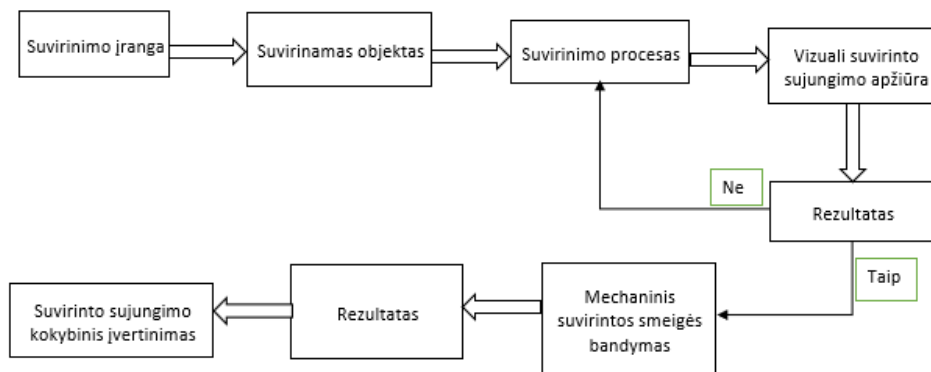 Suvirinimo įranga
Suvirinamas objektas
Suvirinimo procesas
Vizuali suvirinto
sujungimo apžiūra
Ne
Rezultatas
Taip
Mechaninis
suvirintos smeigės
bandymas
Rezultatas
Suvirinto sujungimo
kokybinis įvertinimas